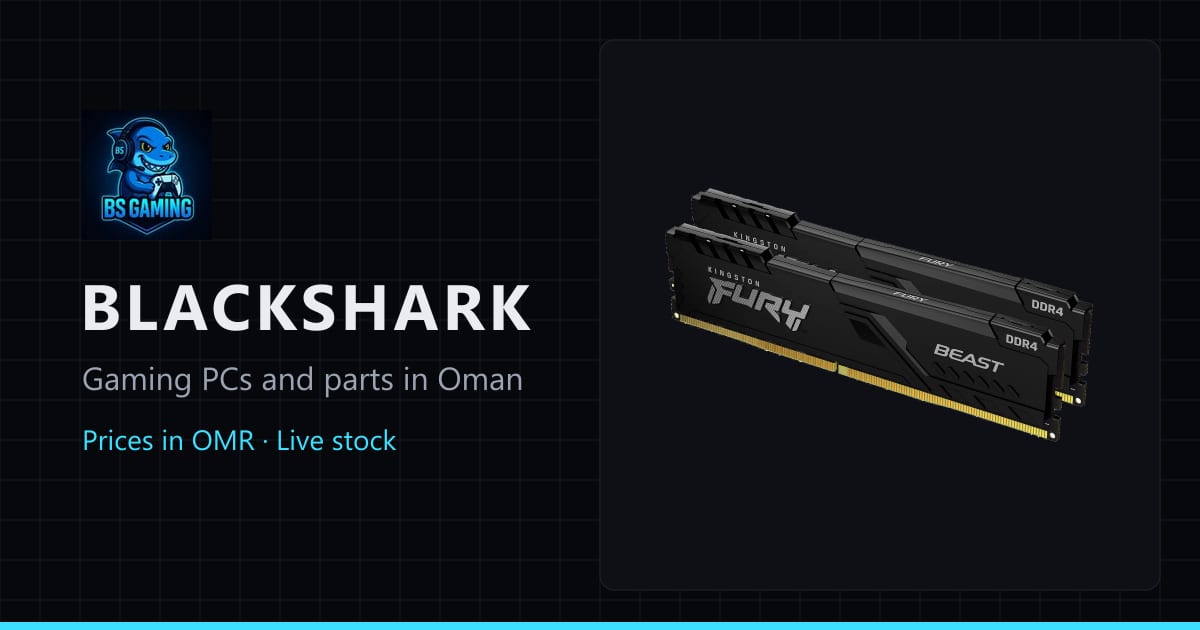 BS
BS GAMING
BLACKSHARK
Gaming PCs and parts in Oman
Prices in OMR · Live stock
KINGSTON
FURY
DDR4
KINGSTON
FURY
FURY
DDR4
BEAST